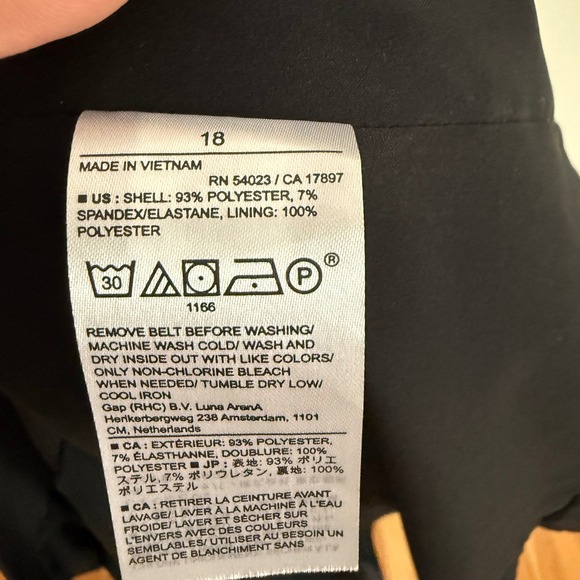 18
MADE IN VIETNAM
RN 54023 / CA 17897
■ US : SHELL: 93% POLYESTER, 7%
SPANDEX/ELASTANE, LINING: 100%
POLYESTER
30
P ®
1166
REMOVE BELT BEFORE WASHING/
MACHINE WASH COLD/ WASH AND
DRY INSIDE OUT WITH LIKE COLORS/
ONLY NON-CHLORINE BLEACH
WHEN NEEDED/ TUMBLE DRY LOW/
COOL IRON
Gap (RHC) B.V. Luna ArenA
Herikerbergweg 238 Amsterdam, 1101
CM, Netherlands
■ CA : EXTÉRIEUR: 93% POLYESTER,
7% ÉLASTHANNE, DOUBLURE: 100%
POLYESTER ■ JP : 表地: 93% ポリエ
ステル, 7% ポリウレタン, 裏地: 100%
ポリエステル
■ CA : RETIRER LA CEINTURE AVANT
LAVAGE/ LAVER À LA MACHINE À L'EAU
FROIDE/ LAVER ET SÉCHER SUR
L'ENVERS AVEC DES COULEURS
SEMBLABLES/ UTILISER AU BESOIN UN
AGENT DE BLANCHIMENT SANS